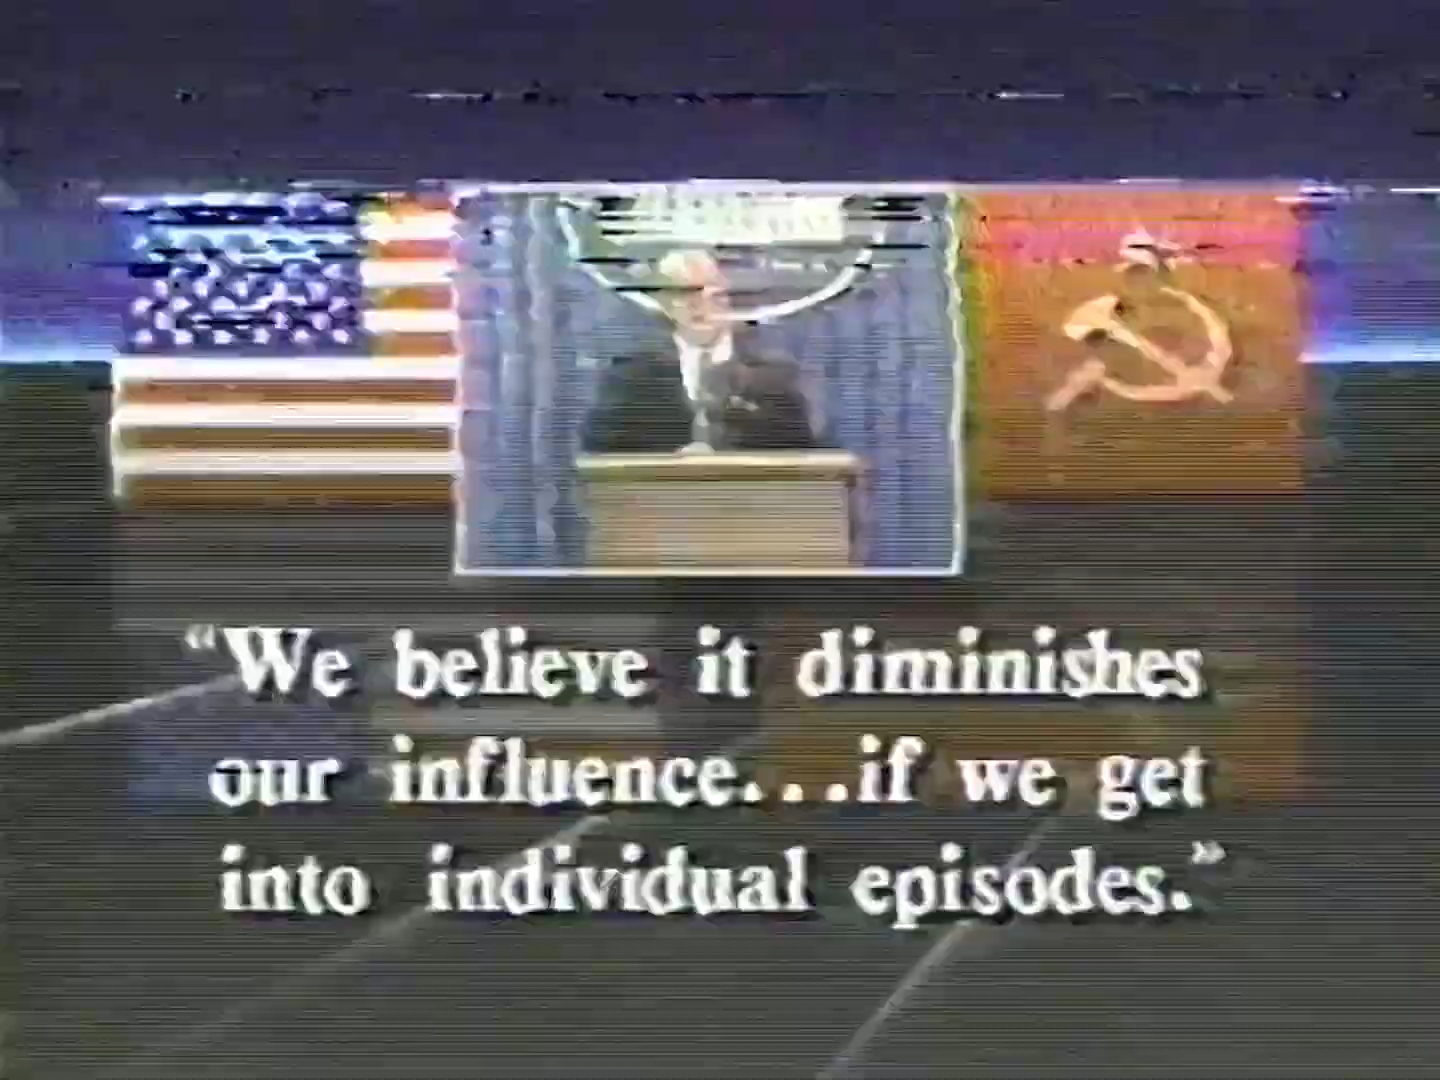 “We believe it diminishes
our influence...if we get
into individual episodes.”